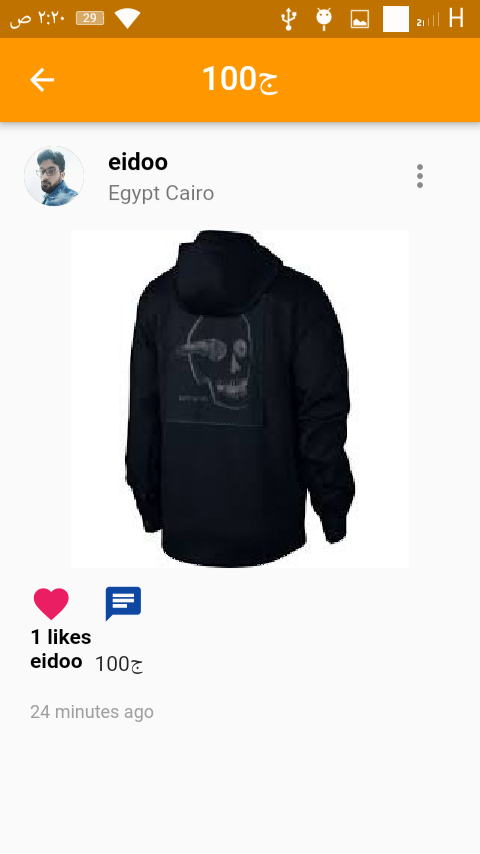 ص ٢:٢٠ 29 H
100ج
eidoo
Egypt Cairo
1 likes
eidoo 100ج
24 minutes ago